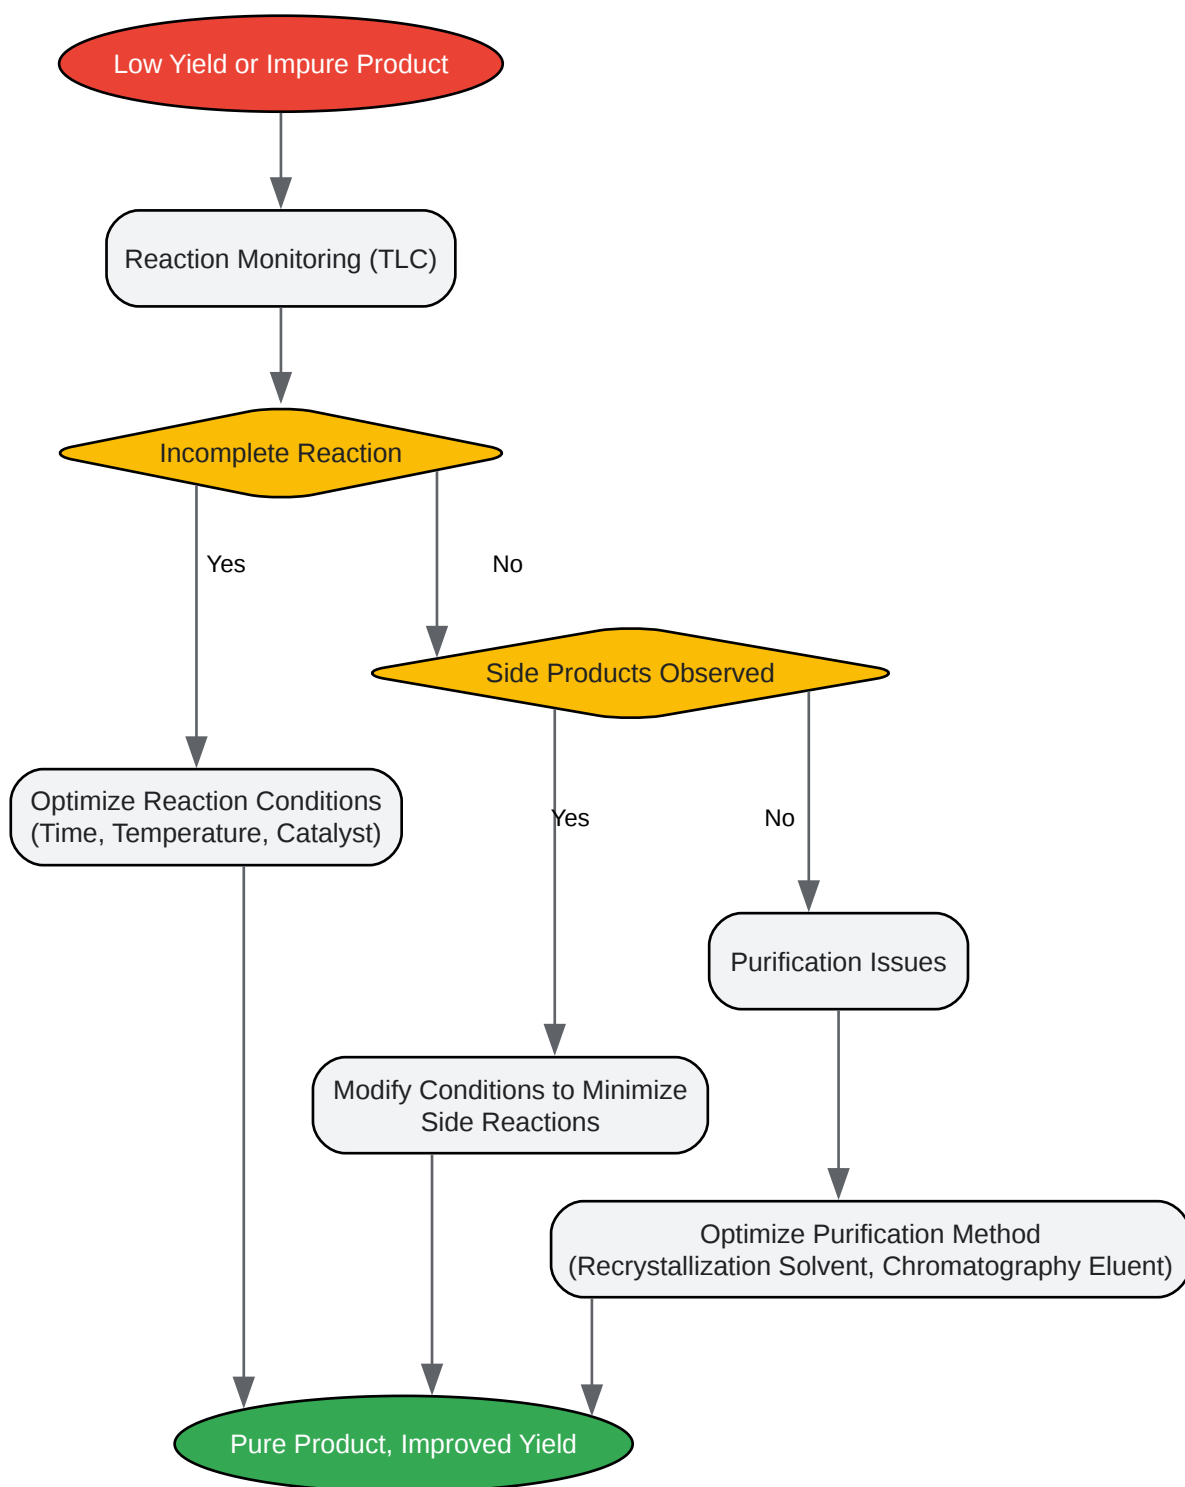 Low Yield or Impure Product
Reaction Monitoring (TLC)
Incomplete Reaction
Yes
No
Side Products Observed
Optimize Reaction Conditions
(Time, Temperature, Catalyst)
Yes
No
Purification Issues
Modify Conditions to Minimize
Side Reactions
Optimize Purification Method
(Recrystallization Solvent, Chromatography Eluent)
Pure Product, Improved Yield